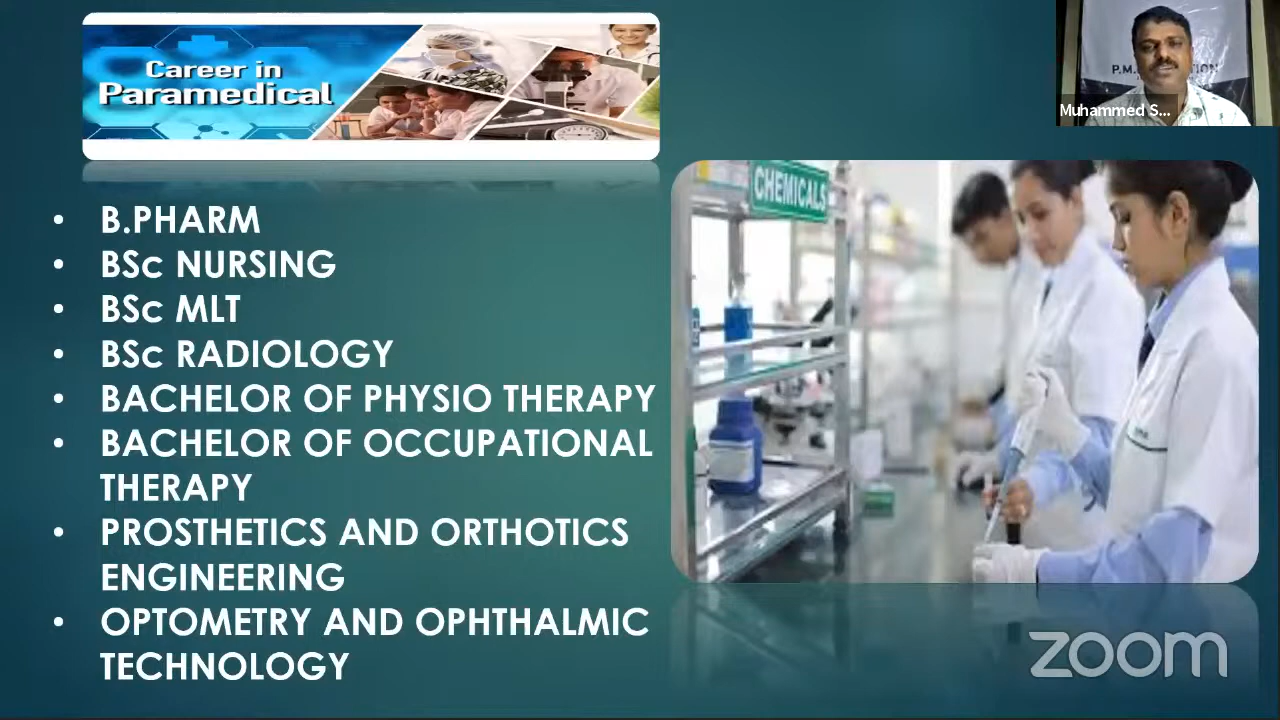 Career in
Paramedical
Muhammed S...
CHEMICALS
• B.PHARM
• BSc NURSING
• BSc MLT
• BSc RADIOLOGY
• BACHELOR OF PHYSIO THERAPY
• BACHELOR OF OCCUPATIONAL
THERAPY
• PROSTHETICS AND ORTHOTICS
ENGINEERING
• OPTOMETRY AND OPHTHALMIC
TECHNOLOGY
zoom